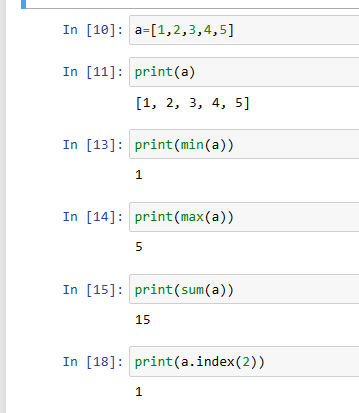 In [10]: a=[1,2,3,4,5]
In [11]: print(a)
[1, 2, 3, 4, 5]
In [13]: print(min(a))
1
In [14]: print(max(a))
5
In [15]: print(sum(a))
15
In [18]: print(a.index(2))
1